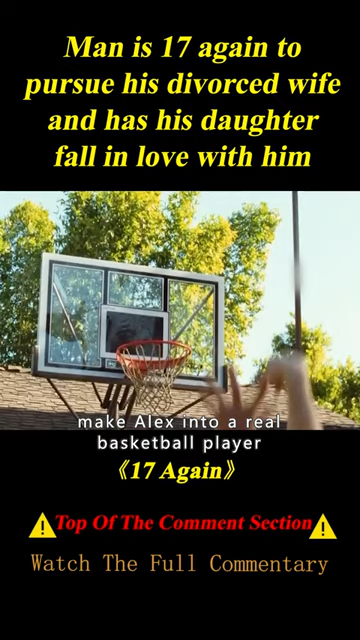 Man is 17 again to
pursue his divorced wife
and has his daughter
fall in love with him
make Alex into a real
basketball player
《17 Again》
Top Of The Comment Section
Watch The Full Commentary